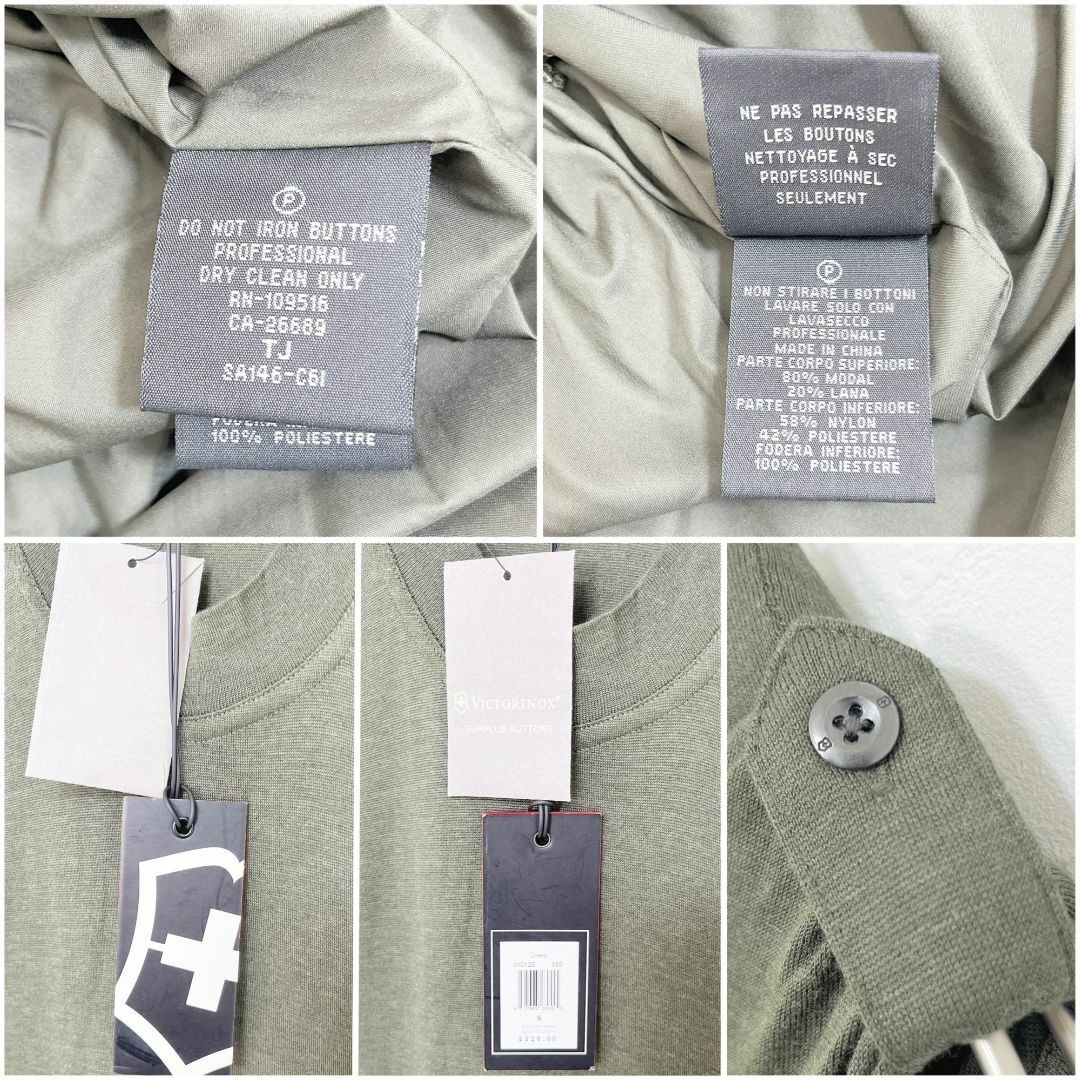 P
DO NOT IRON BUTTONS
PROFESSIONAL
DRY CLEAN ONLY
RN-109516
CA-26689
TJ
SA146-C61
100% POLIESTERE
NE PAS REPASSER
LES BOUTONS
NETTOYAGE À SEC
PROFESSIONNEL
SEULEMENT
P
NON STIRARE I BOTTONI
LAVARE SOLO CON
LAVASECCO
PROFESSIONALE
MADE IN CHINA
PARTE CORPO SUPERIORE:
80% MODAL
20% LANA
PARTE CORPO INFERIORE:
58% NYLON
42% POLIESTERE
FODERA INFERIORE:
100% POLIESTERE
VICTORINOX
SURPLUS BUTTONS
Dress
W0125
S
$325.00